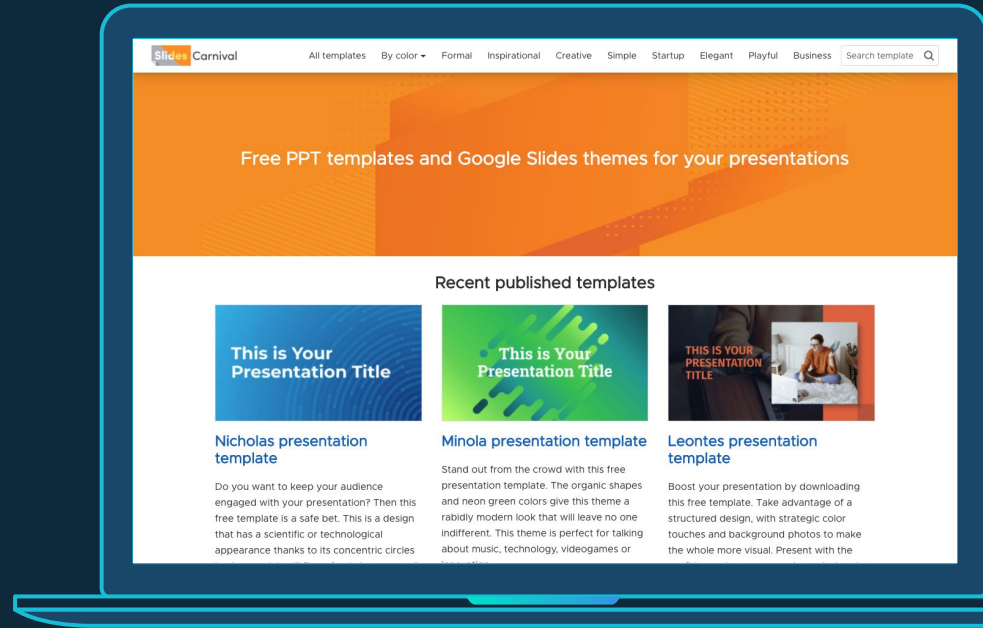 Slides Carnival
All templates By color Formal Inspirational Creative Simple Startup Elegant Playful Business Search template
Free PPT templates and Google Slides themes for your presentations
Recent published templates
This is Your
Presentation Title
Nicholas presentation
template
Do you want to keep your audience
engaged with your presentation? Then this
free template is a safe bet. This is a design
that has a scientific or technological
appearance thanks to its concentric circles
This is Your
Presentation Title
Minola presentation template
Stand out from the crowd with this free
presentation template. The organic shapes
and neon green colors give this theme a
rabidly modern look that will leave no one
indifferent. This theme is perfect for talking
about music, technology, videogames or
THIS IS YOUR
PRESENTATION
TITLE
Leontes presentation
template
Boost your presentation by downloading
this free template. Take advantage of a
structured design, with strategic color
touches and background photos to make
the whole more visual. Present with the